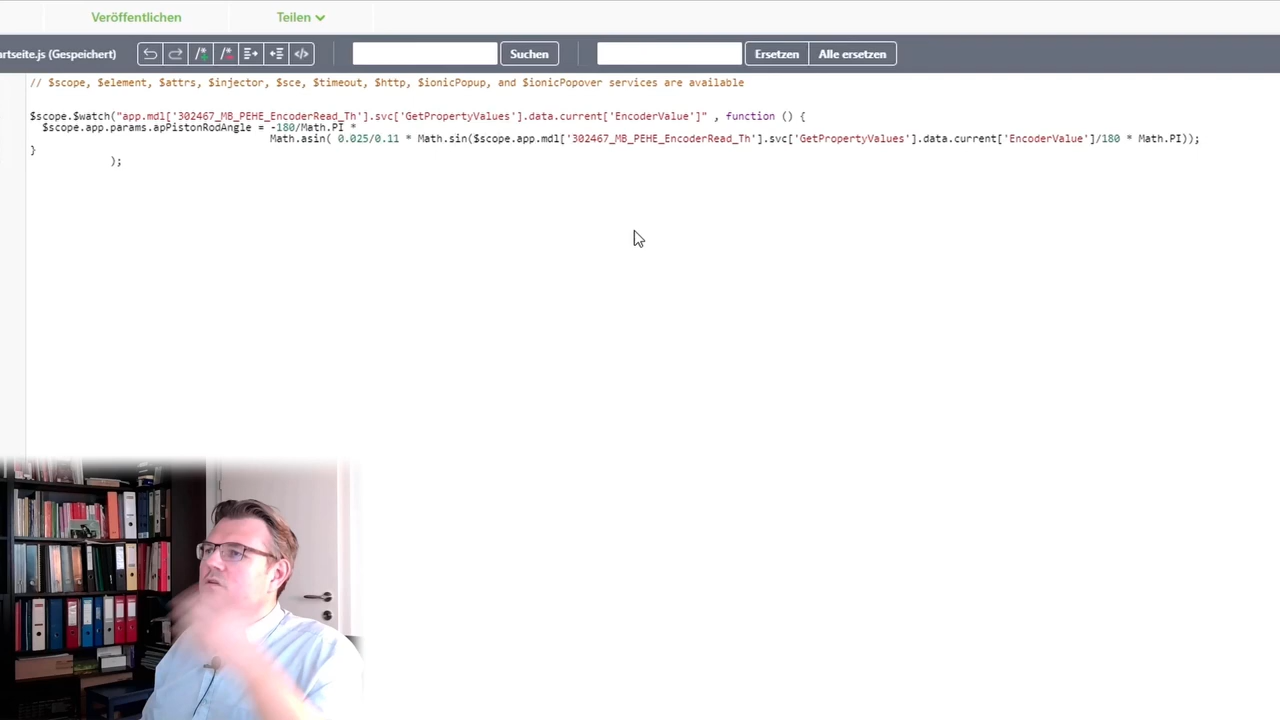 Veröffentlichen
Teilen
rtseite.js (Gespeichert)
Suchen
Ersetzen
Alle ersetzen
// $scope, $element, $attrs, $injector, $sce, $timeout, $http, $ionicPopup, and $ionicPopover services are available
$scope.$watch("app.mdl['302467_MB_PEHE_EncoderRead_Th'].svc['GetPropertyValues'].data.current['EncoderValue']" , function () {
$scope.app.params.apPistonRodAngle = -180/Math.PI *
Math.asin( 0.025/0.11 * Math.sin($scope.app.mdl['302467_MB_PEHE_EncoderRead_Th'].svc['GetPropertyValues'].data.current['EncoderValue']/180 * Math.PI));
}
);